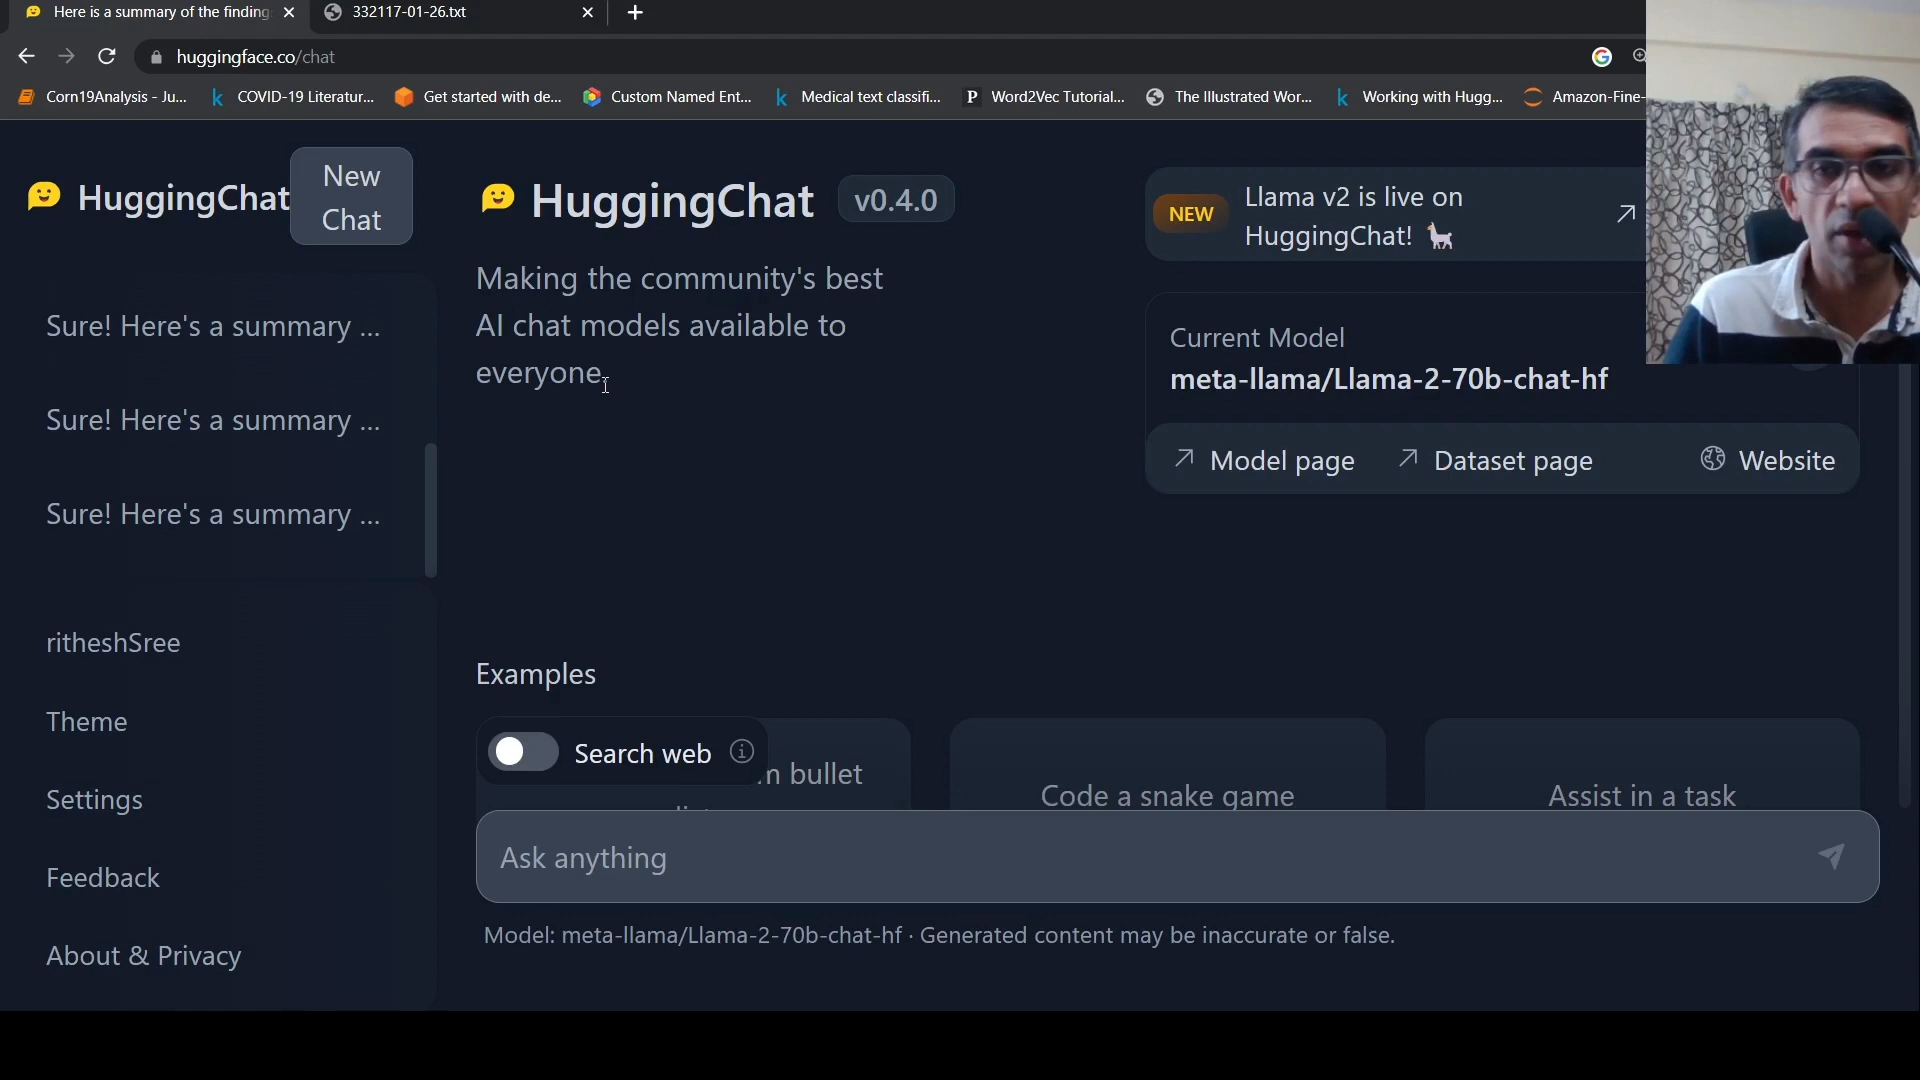 Here is a summary of the finding
332117-01-26.txt
huggingface.co/chat
Corn19Analysis - Ju...
COVID-19 Literatur...
Get started with de...
Custom Named Ent...
Medical text classifi...
P Word2Vec Tutorial...
The Illustrated Wor...
Working with Hugg...
Amazon-Fine-
HuggingChat
New
Chat
Sure! Here's a summary ...
Sure! Here's a summary ...
Sure! Here's a summary ...
ritheshSree
Theme
Settings
Feedback
About & Privacy
HuggingChat v0.4.0
Making the community's best
AI chat models available to
everyone.
NEW
Llama v2 is live on
HuggingChat!
Current Model
meta-llama/Llama-2-70b-chat-hf
Model page
Dataset page
Website
Examples
Search web
bullet
Code a snake game
Assist in a task
Ask anything
Model: meta-llama/Llama-2-70b-chat-hf · Generated content may be inaccurate or false.